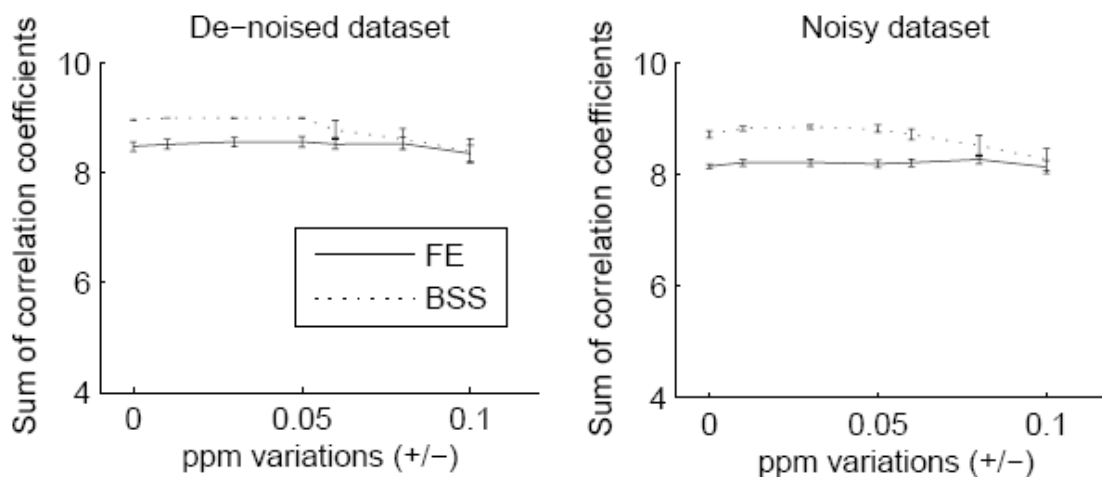 De-noised dataset
Sum of correlation coefficients
10
8
6
4
FE
BSS
0
0.05
0.1
ppm variations (+/-)
Noisy dataset
Sum of correlation coefficients
10
8
6
4
0
0.05
0.1
ppm variations (+/-)